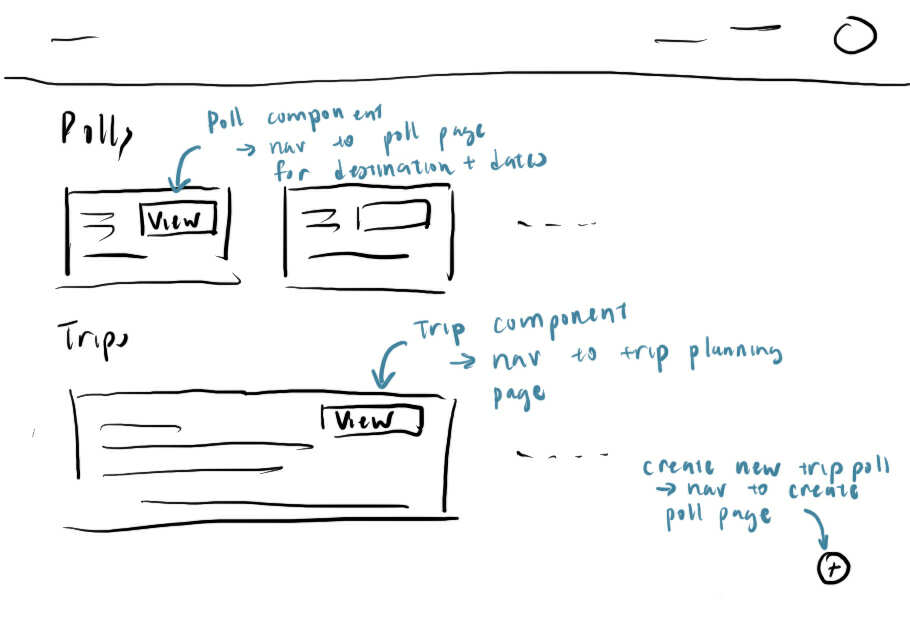 Polls
Poll component
→ nav to poll page
for destination + dates
View
Trips
Trip component
→ nav to trip planning
page
View
create new trip poll
→ nav to create
poll page
+